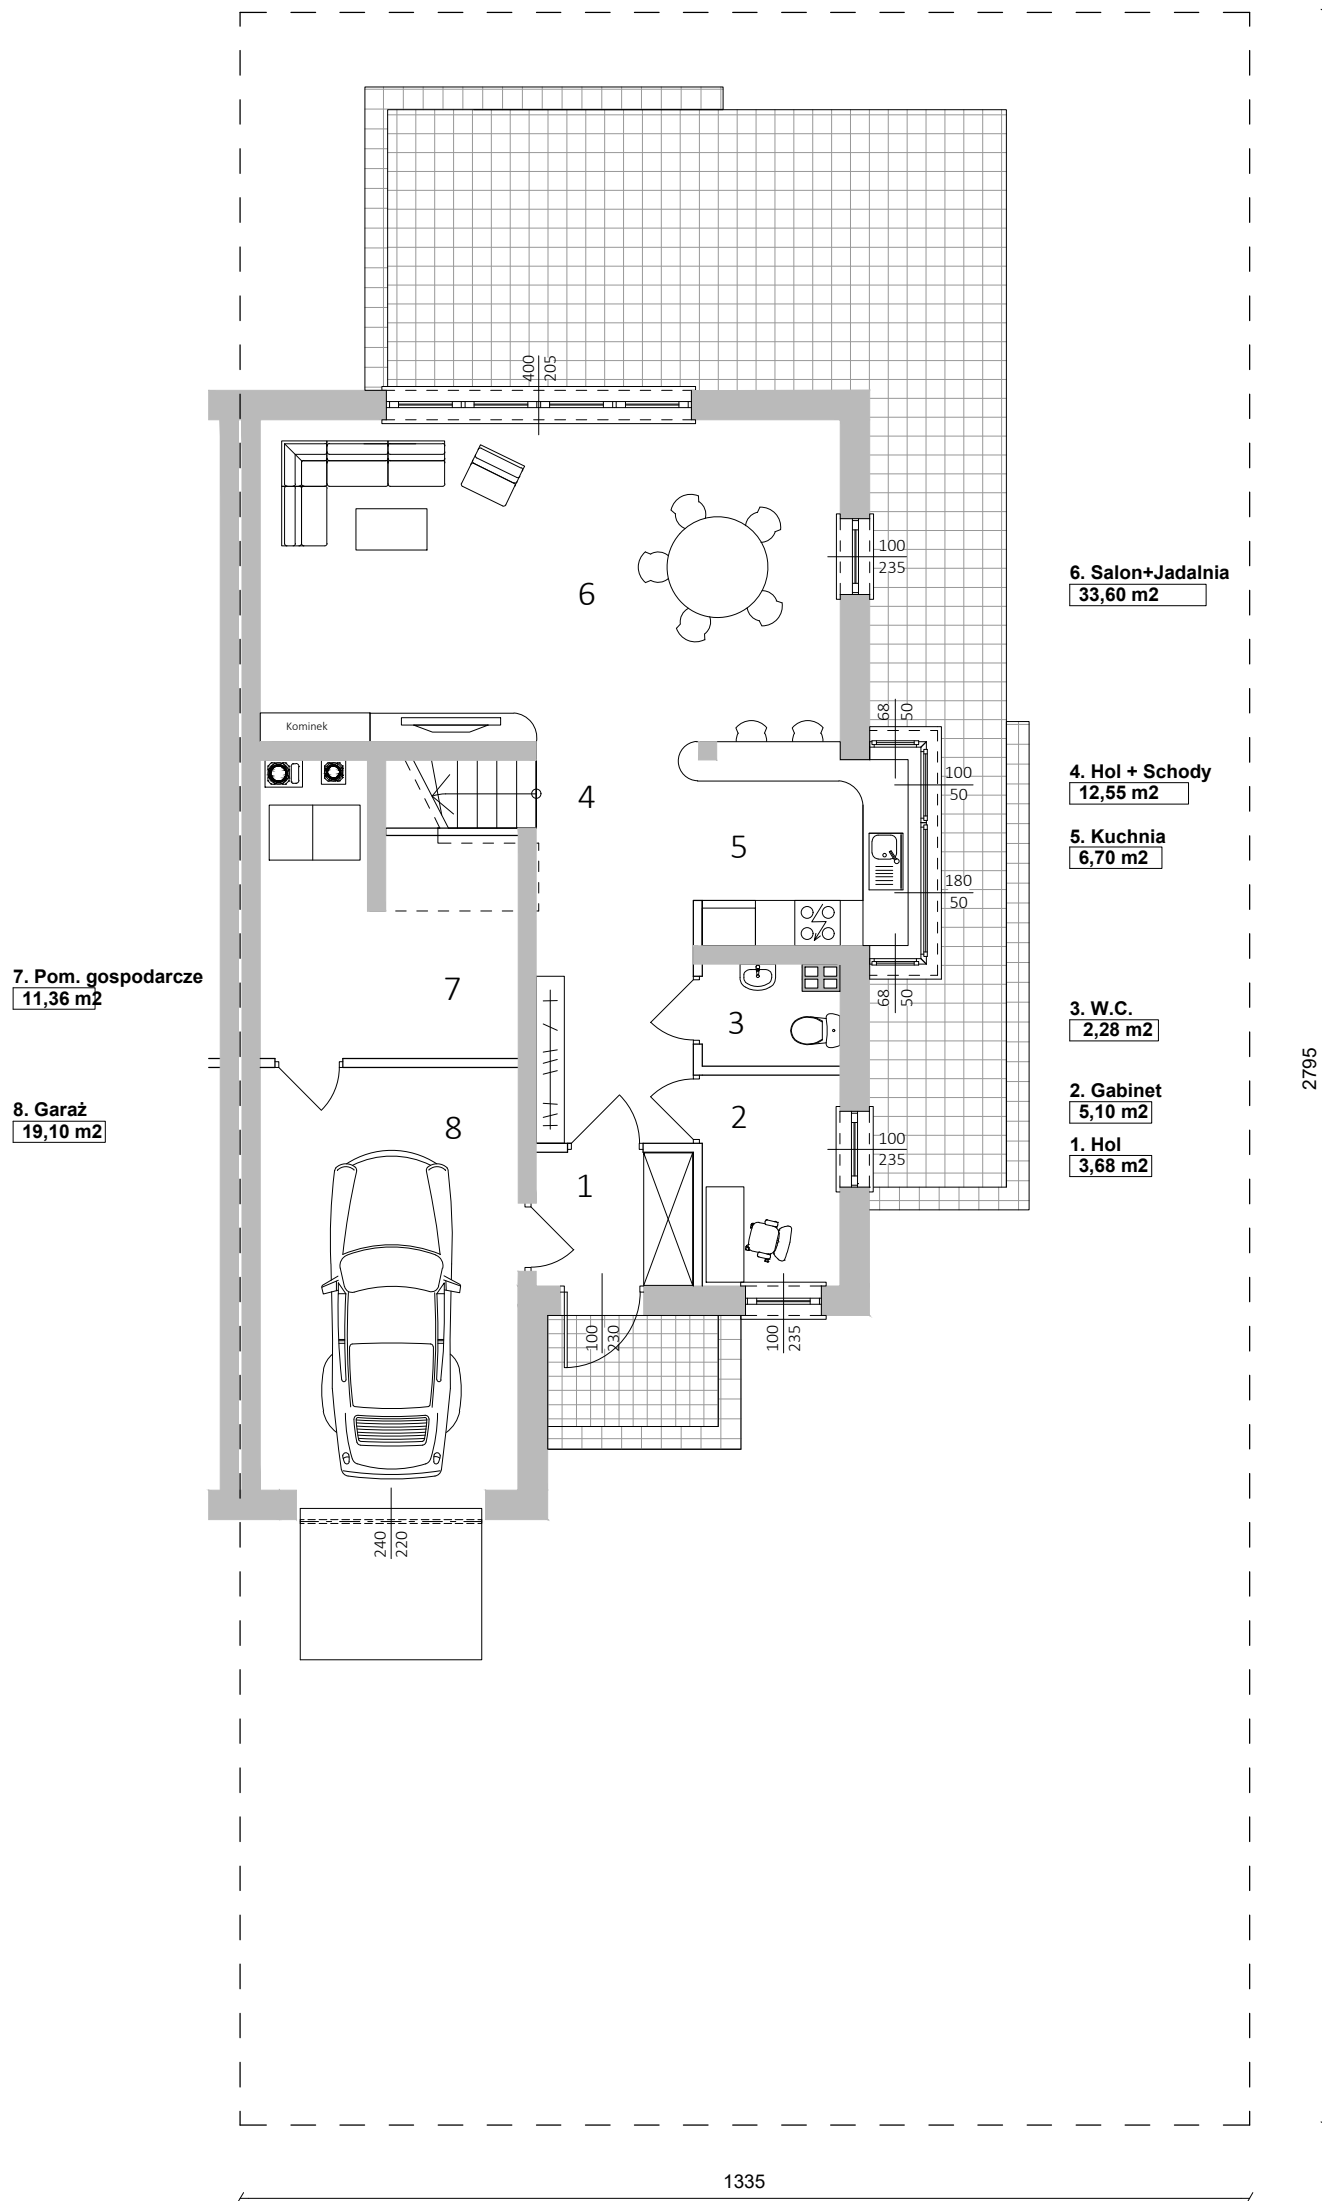 400
205
100
235
6
6. Salon+Jadalnia
33,60 m2
Kominek
68
50
4
100
50
4. Hol + Schody
12,55 m2
5
5. Kuchnia
6,70 m2
180
50
7. Pom. gospodarcze
11,36 m2
7
68
50
3
3. W.C.
2,28 m2
2795
8. Garaż
19,10 m2
8
2
2. Gabinet
5,10 m2
100
235
1. Hol
3,68 m2
1
100
230
100
235
240
220
1335